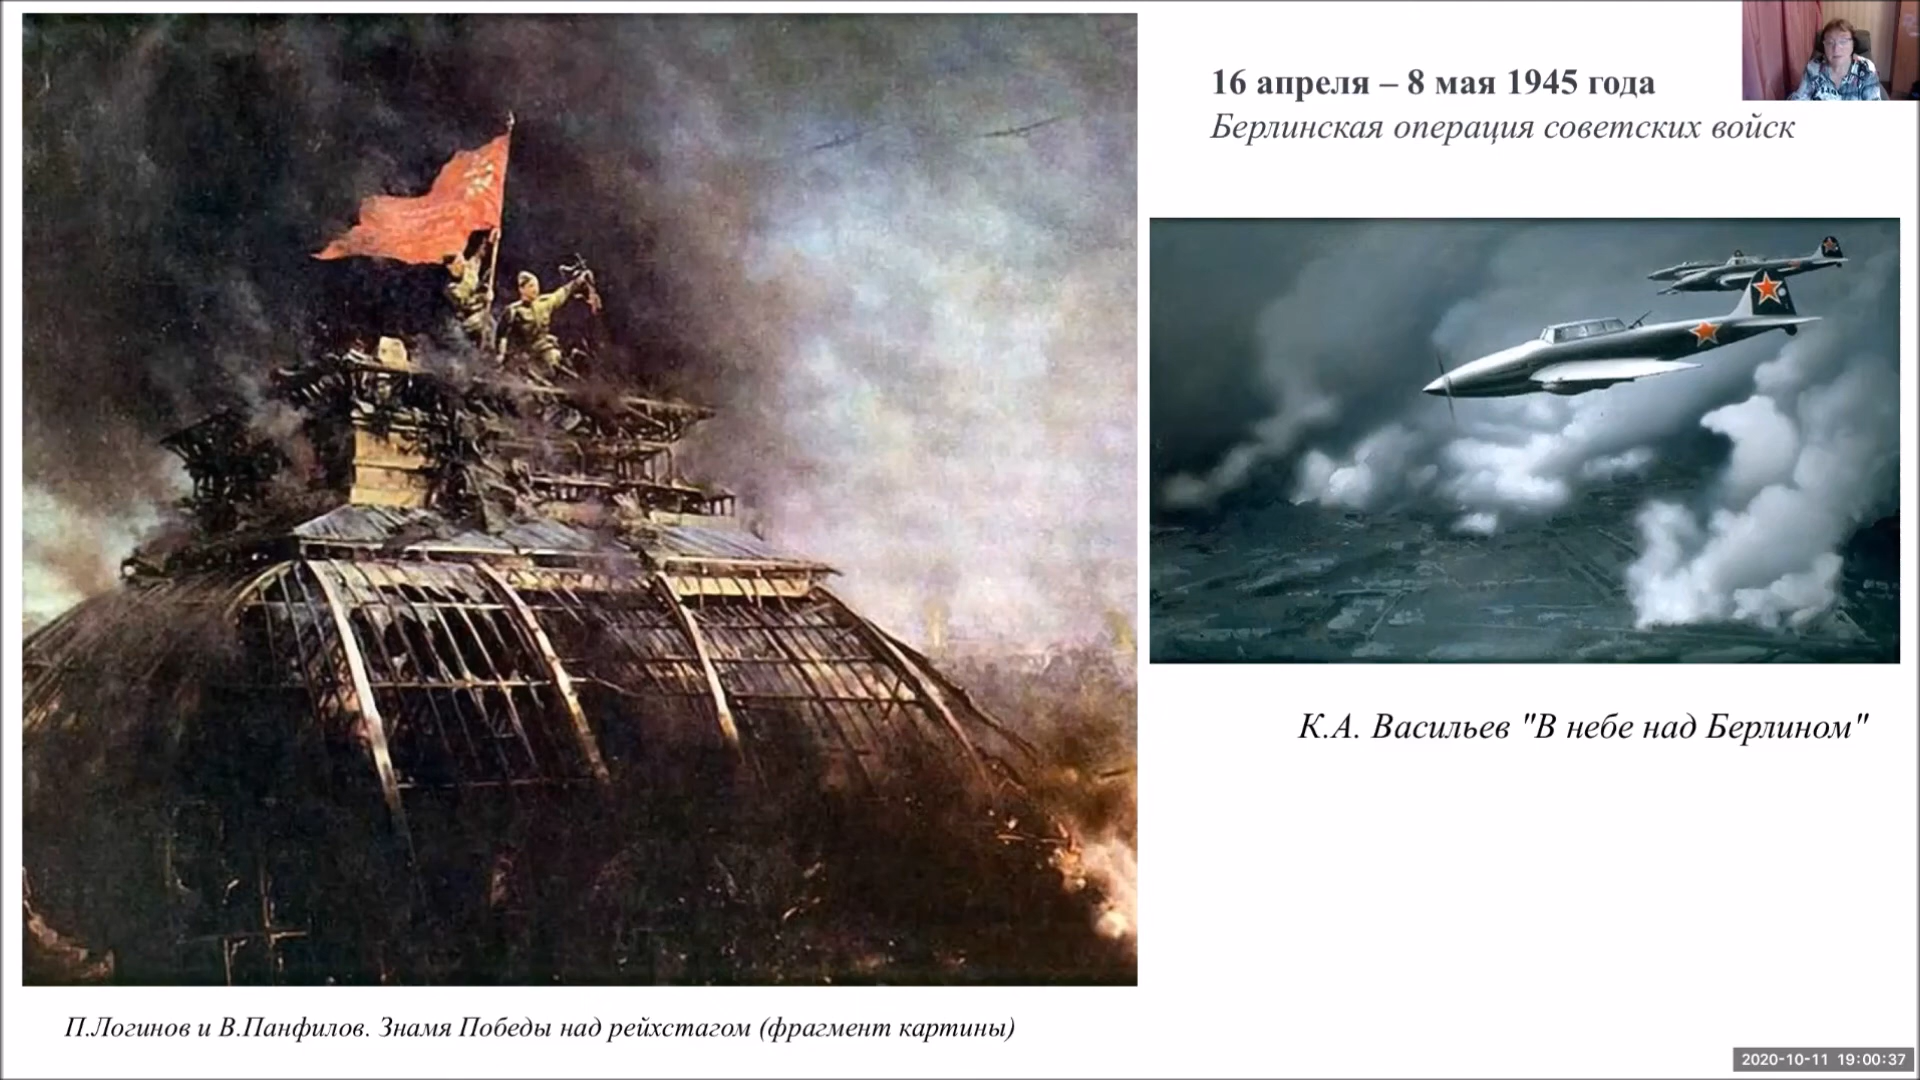 16 апреля – 8 мая 1945 года
Берлинская операция советских войск
К.А. Васильев "В небе над Берлином"
П.Логинов и В.Панфилов. Знамя Победы над рейхстагом (фрагмент картины)
2020-10-11 19:00:37